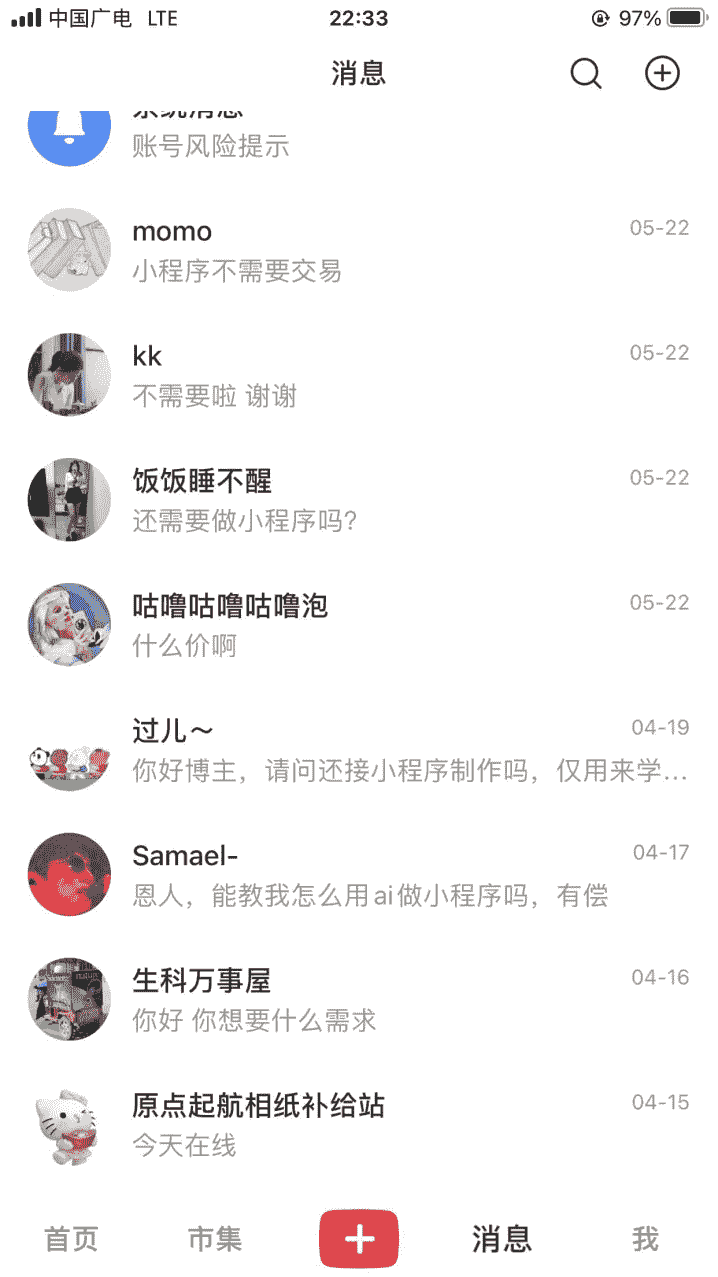 中国广电 LTE 22:33 97%
消息
系统消息
账号风险提示
momo 05-22
小程序不需要交易
kk 05-22
不需要啦 谢谢
饭饭睡不醒 05-22
还需要做小程序吗？
咕噜咕噜咕噜泡 05-22
什么价啊
过儿～ 04-19
你好博主，请问还接小程序制作吗，仅用来学...
Samael- 04-17
恩人，能教我怎么用ai做小程序吗，有偿
生科万事屋 04-16
你好 你想要什么需求
原点起航相纸补给站 04-15
今天在线
首页 市集 消息 我